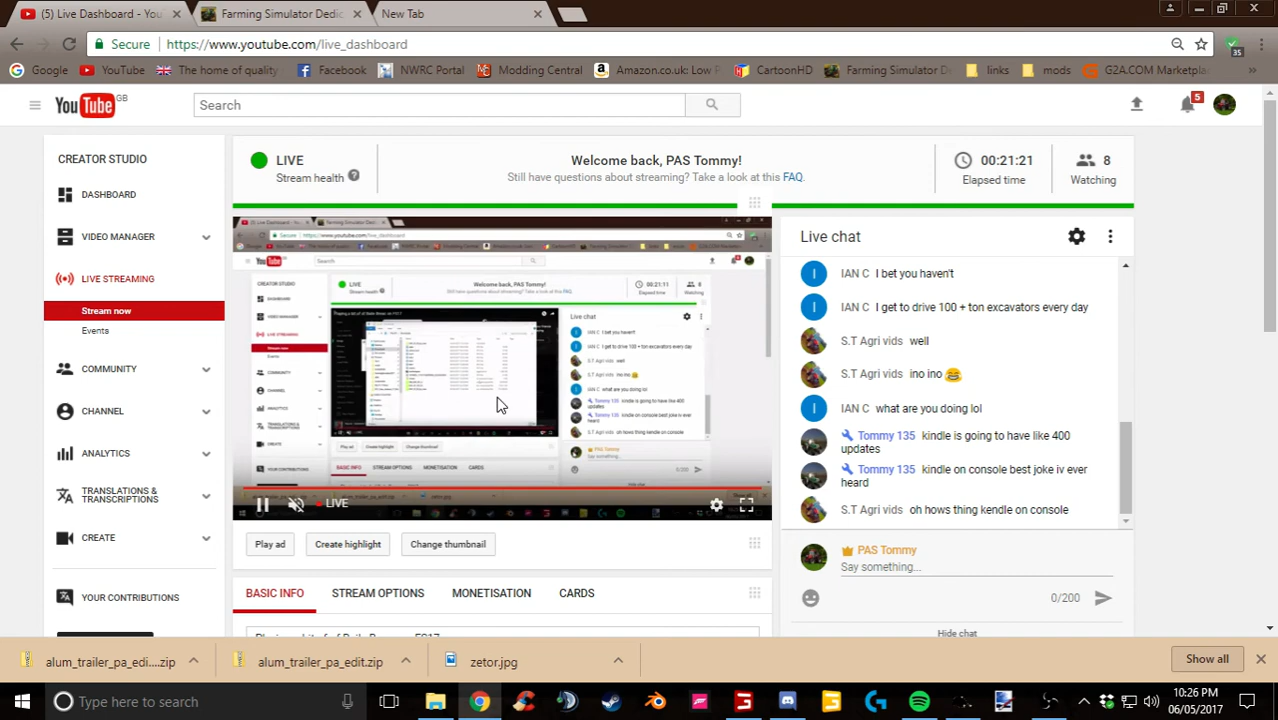 (5) Live Dashboard - You
Farming Simulator Dedic
New Tab
Secure
https://www.youtube.com/live_dashboard
35
Google
YouTube
The home of quality
Facebook
NWRC Portal
Modding Central
Amazon.co.uk: Low P
CartoonHD
Farming Simulator De
links
mods
G2A.COM Marketpla
YouTube GB
Search
5
CREATOR STUDIO
DASHBOARD
VIDEO MANAGER
LIVE STREAMING
Stream now
Events
COMMUNITY
CHANNEL
ANALYTICS
TRANSLATIONS &
TRANSCRIPTIONS
CREATE
YOUR CONTRIBUTIONS
LIVE
Stream health
Welcome back, PAS Tommy!
Still have questions about streaming? Take a look at this FAQ.
00:21:21
Elapsed time
8
Watching
LIVE
Play ad
Create highlight
Change thumbnail
BASIC INFO
STREAM OPTIONS
MONETISATION
CARDS
Live chat
IAN C I bet you haven't
IAN C I get to drive 100 + ton excavators every day
S.T Agri vids well
S.T Agri vids ino ino 😂
IAN C what are you doing lol
Tommy 135 kindle is going to have like 400
updates
Tommy 135 kindle on console best joke iv ever
heard
S.T Agri vids oh hows thing kendle on console
PAS Tommy
Say something...
0/200
Hide chat
alum_trailer_pa_edi....zip
alum_trailer_pa_edit.zip
zetor.jpg
Show all
Type here to search
10:26 PM
06/05/2017